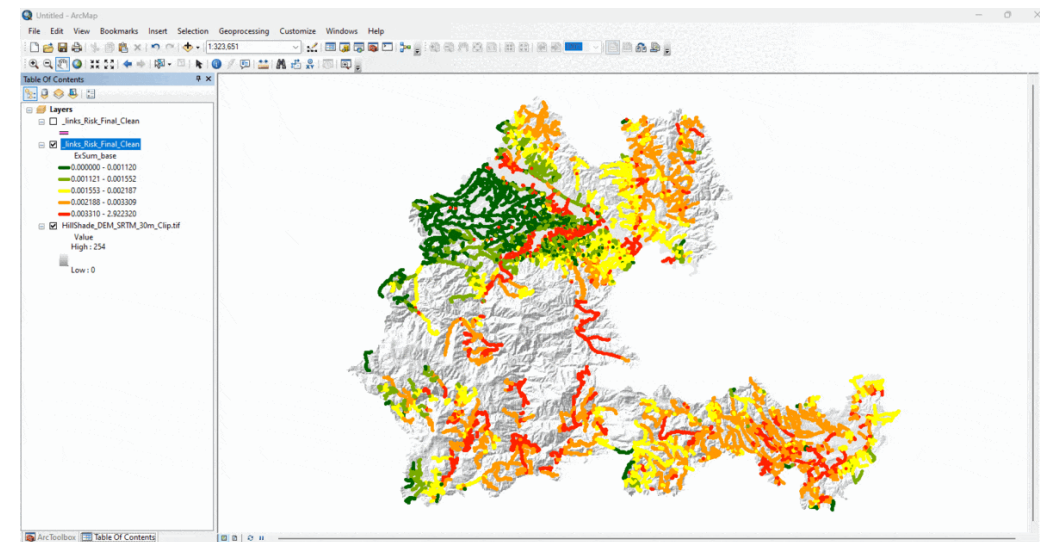 Untitled - ArcMap
File Edit View Bookmarks Insert Selection Geoprocessing Customize Windows Help
1:323,651
Table Of Contents
Layers
_links_Risk_Final_Clean
_links_Risk_Final_Clean
ExSum_base
0.000000 - 0.001120
0.001121 - 0.001552
0.001553 - 0.002187
0.002188 - 0.003309
0.003310 - 2.922320
HillShade_DEM_SRTM_30m_Clip.tif
Value
High : 254
Low : 0
ArcToolbox Table Of Contents